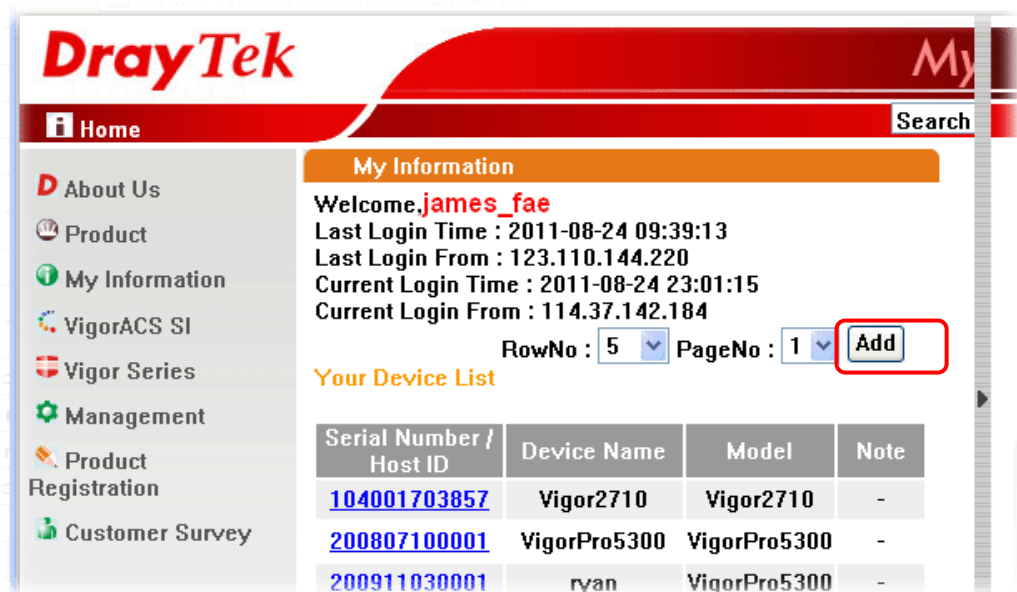 DrayTek
My
Home
Search
About Us
Product
My Information
VigorACS SI
Vigor Series
Management
Product
Registration
Customer Survey
My Information
Welcome,james_fae
Last Login Time : 2011-08-24 09:39:13
Last Login From : 123.110.144.220
Current Login Time : 2011-08-24 23:01:15
Current Login From : 114.37.142.184
RowNo : 5 PageNo : 1 Add
Your Device List
Serial Number / Host ID Device Name Model Note
104001703857 Vigor2710 Vigor2710 -
200807100001 VigorPro5300 VigorPro5300 -
200911030001 ryan VigorPro5300 -